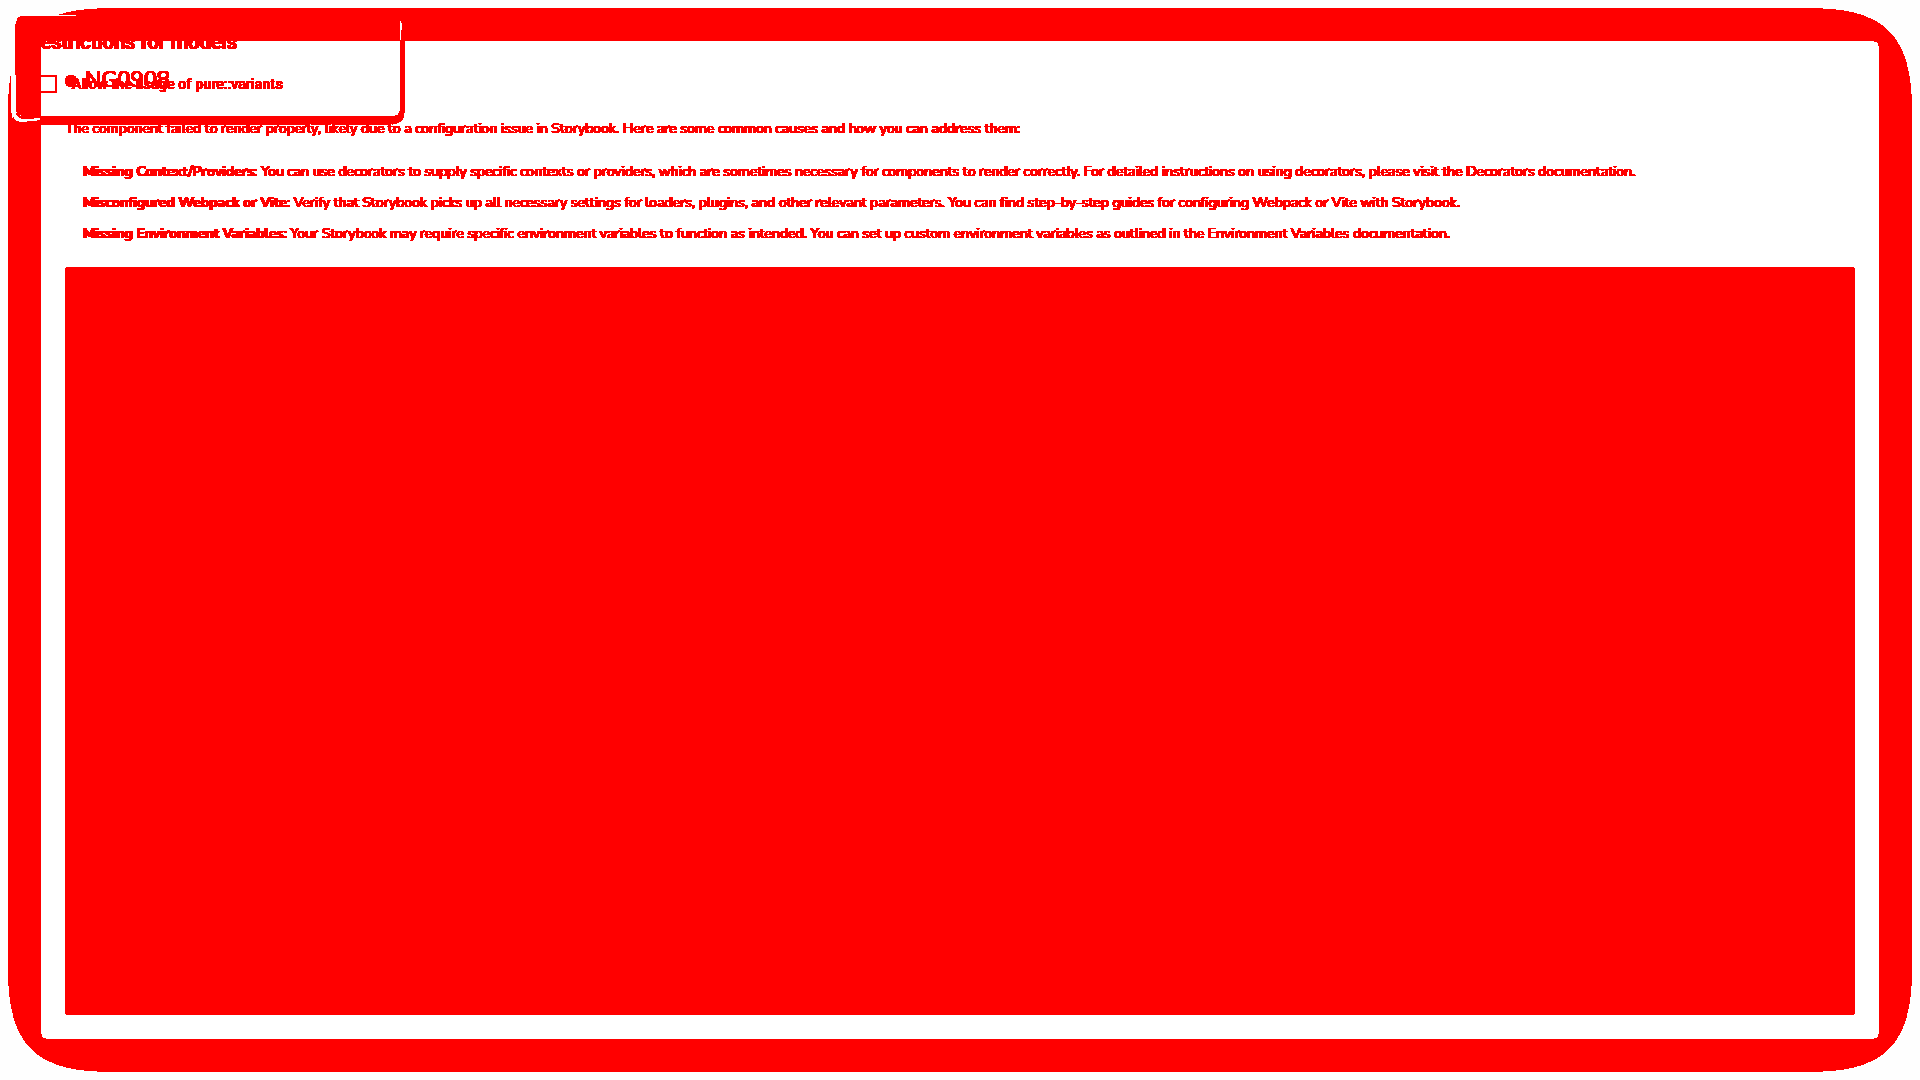 estrictions for models
NG0908
Allow the usage of pure::variants
The component failed to render properly, likely due to a configuration issue in Storybook. Here are some common causes and how you can address them:
Missing Context/Providers: You can use decorators to supply specific contexts or providers, which are sometimes necessary for components to render correctly. For detailed instructions on using decorators, please visit the Decorators documentation.
Misconfigured Webpack or Vite: Verify that Storybook picks up all necessary settings for loaders, plugins, and other relevant parameters. You can find step-by-step guides for configuring Webpack or Vite with Storybook.
Missing Environment Variables: Your Storybook may require specific environment variables to function as intended. You can set up custom environment variables as outlined in the Environment Variables documentation.